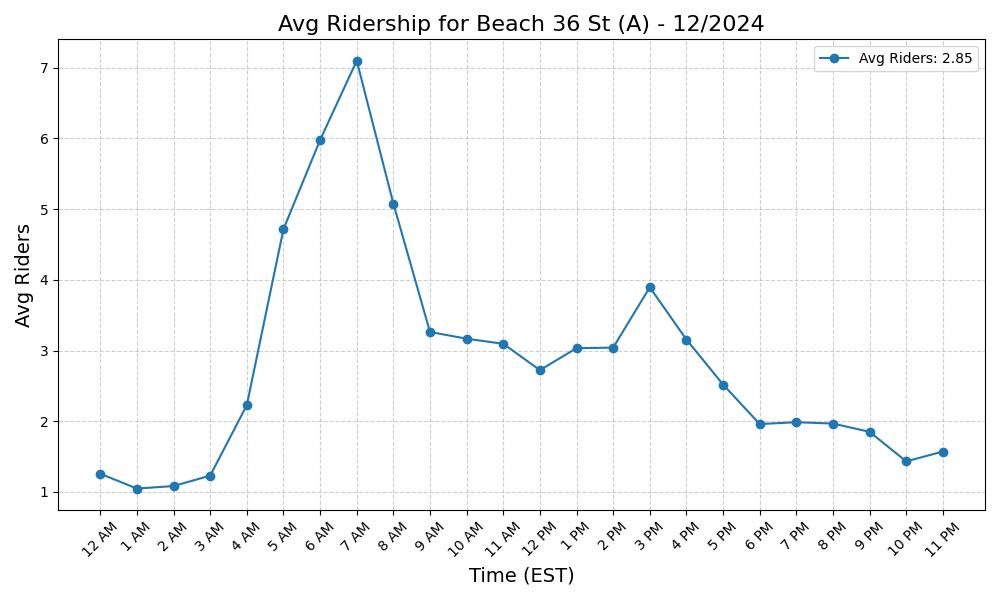 Avg Ridership for Beach 36 St (A) - 12/2024
Avg Riders: 2.85
Avg Riders
7
6
5
4
3
2
1
12 AM
1 AM
2 AM
3 AM
4 AM
5 AM
6 AM
7 AM
8 AM
9 AM
10 AM
11 AM
12 PM
1 PM
2 PM
3 PM
4 PM
5 PM
6 PM
7 PM
8 PM
9 PM
10 PM
11 PM
Time (EST)